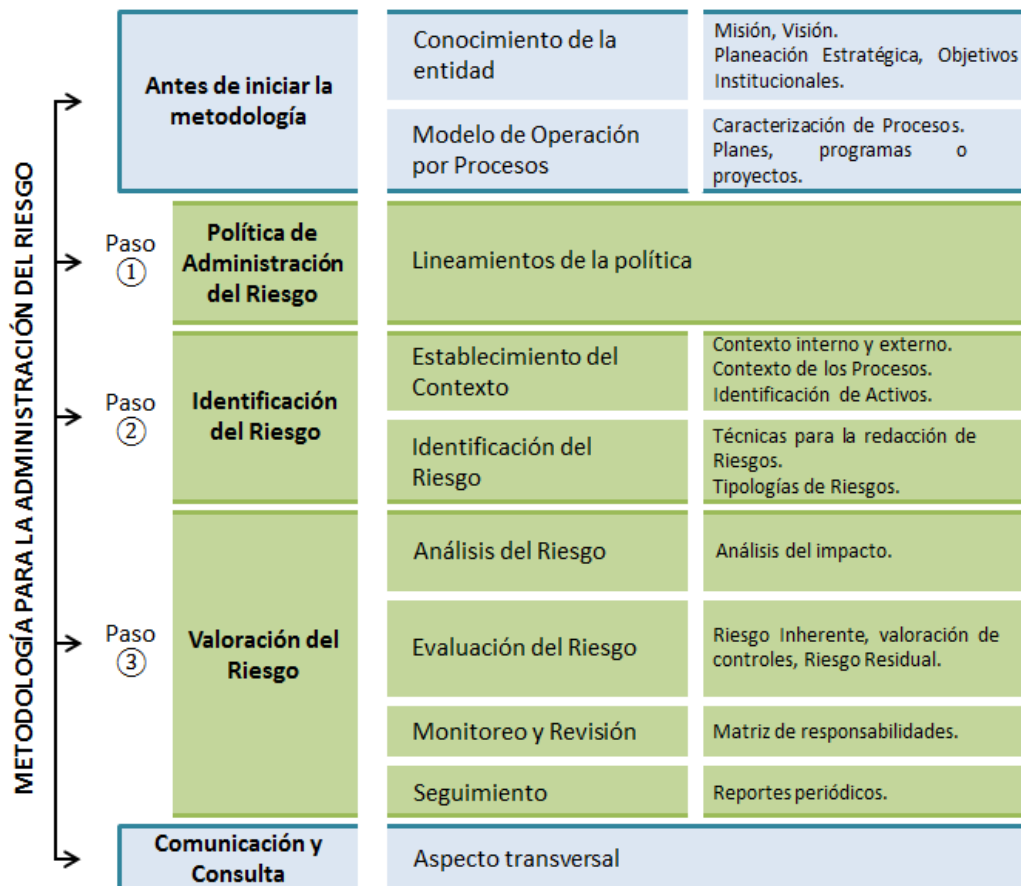 METODOLOGÍA PARA LA ADMINISTRACIÓN DEL RIESGO
Antes de iniciar la
metodología
Conocimiento de la
entidad
Misión, Visión.
Planeación Estratégica, Objetivos
Institucionales.
Modelo de Operación
por Procesos
Caracterización de Procesos.
Planes, programas o
proyectos.
Paso
①
Política de
Administración
del Riesgo
Lineamientos de la política
Paso
②
Identificación
del Riesgo
Establecimiento del
Contexto
Contexto interno y externo.
Contexto de los Procesos.
Identificación de Activos.
Identificación del
Riesgo
Técnicas para la redacción de
Riesgos.
Tipologías de Riesgos.
Paso
③
Valoración del
Riesgo
Análisis del Riesgo
Análisis del impacto.
Evaluación del Riesgo
Riesgo Inherente, valoración de
controles, Riesgo Residual.
Monitoreo y Revisión
Matriz de responsabilidades.
Seguimiento
Reportes periódicos.
Comunicación y
Consulta
Aspecto transversal